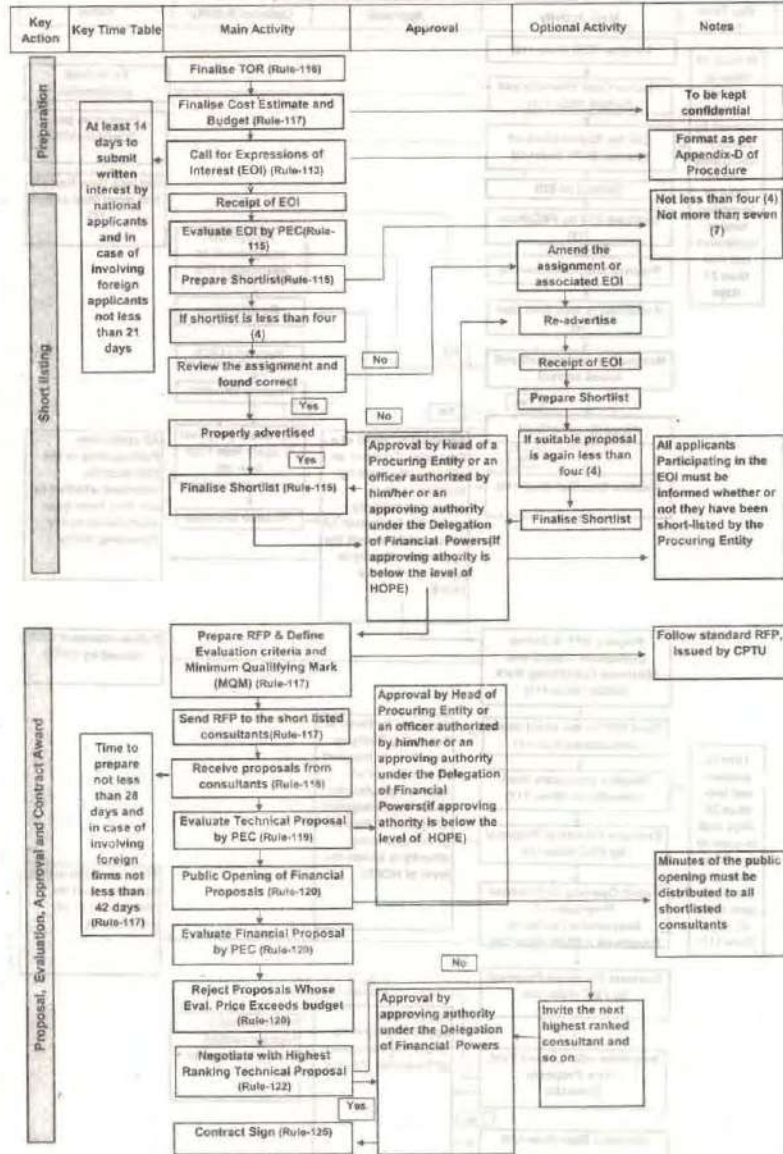 Key Action
Key Time Table
Main Activity
Approval
Optional Activity
Notes
Preparation
Finalise TOR (Rule-116)
Finalise Cost Estimate and
Budget (Rule-117)
To be kept
confidential
At least 14
days to
submit
written
interest by
national
applicants
and in
case of
involving
foreign
applicants
not less
than 21
days
Call for Expressions of
Interest (EOI) (Rule-113)
Format as per
Appendix-D of
Procedure
Short listing
Receipt of EOI
Not less than four (4)
Not more than seven
(7)
Evaluate EOI by PEC(Rule-
115)
Amend the
assignment or
associated EOI
Prepare Shortlist(Rule-115)
If shortlist is less than four
(4)
Re-advertise
No
Review the assignment and
found correct
Receipt of EOI
Yes
No
Prepare Shortlist
Properly advertised
Yes
Approval by Head of a
Procuring Entity or an
officer authorized by
him/her or an
approving authority
under the Delegation
of Financial Powers(If
approving athority is
below the level of
HOPE)
If suitable proposal
is again less than
four (4)
All applicants
Participating in the
EOI must be
informed whether or
not they have been
short-listed by the
Procuring Entity
Finalise Shortlist (Rule-115)
Finalise Shortlist
Proposal, Evaluation, Approval and Contract Award
Prepare RFP & Define
Evaluation criteria and
Minimum Qualifying Mark
(MQM) (Rule-117)
Follow standard RFP,
issued by CPTU
Send RFP to the short listed
consultants(Rule-117)
Approval by Head of
Procuring Entity or
an officer authorized
by him/her or an
approving authority
under the Delegation
of Financial
Powers(if approving
athority is below the
level of HOPE)
Time to
prepare
not less
than 28
days and
in case of
involving
foreign
firms not
less than
42 days
(Rule-117)
Receive proposals from
consultants (Rule-118)
Evaluate Technical Proposal
by PEC (Rule-119)
Public Opening of Financial
Proposals (Rule-120)
Minutes of the public
opening must be
distributed to all
shortlisted
consultants
Evaluate Financial Proposal
by PEC (Rule-120)
No
Reject Proposals Whose
Eval. Price Exceeds budget
(Rule-120)
Approval by
approving authority
under the Delegation
of Financial Powers
Invite the next
highest ranked
consultant and
so on
Negotiate with Highest
Ranking Technical Proposal
(Rule-122)
Yes
Contract Sign (Rule-125)